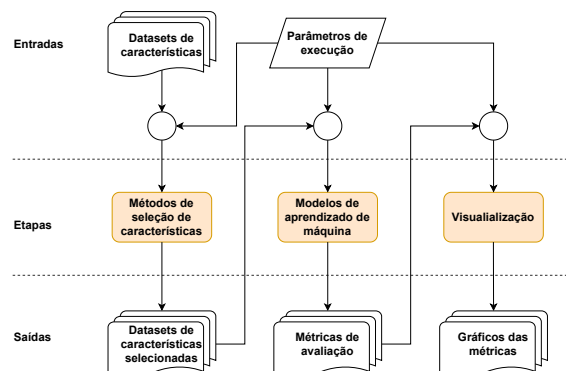 Entradas
Datasets de
características
Parâmetros de
execução
Etapas
Métodos de
seleção de
características
Modelos de
aprendizado de
máquina
Visualialização
Saídas
Datasets de
características
selecionadas
Métricas de
avaliação
Gráficos das
métricas